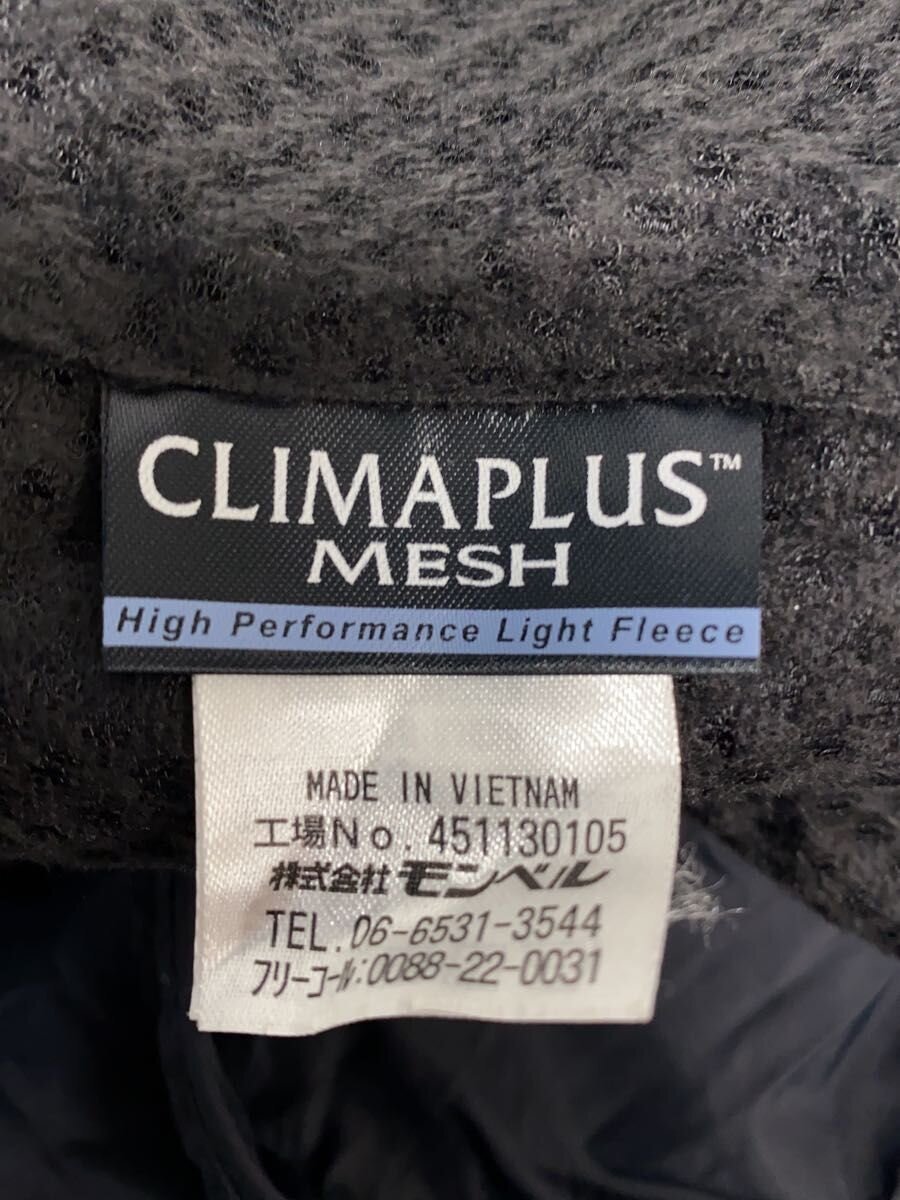 CLIMAPLUS™
MESH
High Performance Light Fleece
MADE IN VIETNAM
工場No. 451130105
株式会社モンベル
TEL. 06-6531-3544
フリーコール:0088-22-0031